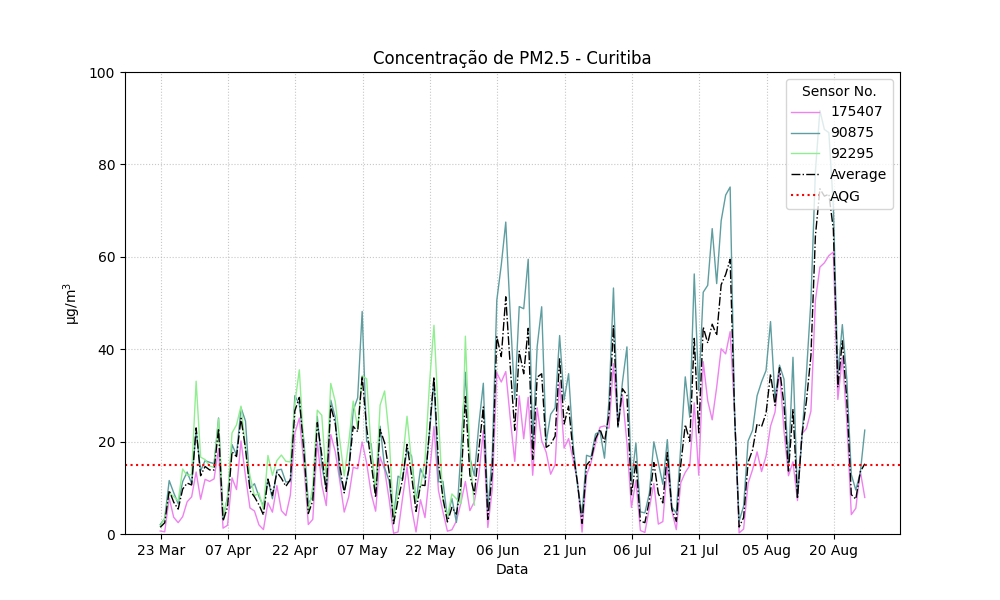 Concentração de PM2.5 - Curitiba
100
80
60
40
20
0
µg/m³
Sensor No.
175407
90875
92295
Average
AQG
23 Mar 07 Apr 22 Apr 07 May 22 May 06 Jun 21 Jun 06 Jul 21 Jul 05 Aug 20 Aug
Data